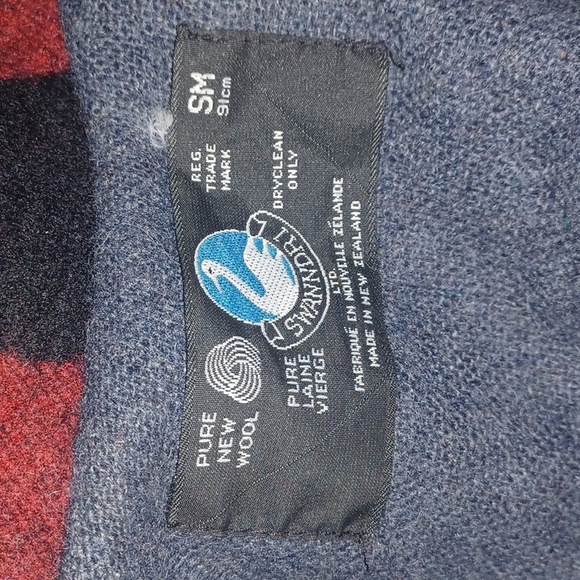 PURE
NEW
WOOL
REG.
TRADE
MARK
SM
91cm
SWANNDRI
PURE
LAINE
VIERGE
DRYCLEAN
ONLY
LTD.
FABRIQUÉ EN NOUVELLE ZÉLANDE
MADE IN NEW ZEALAND